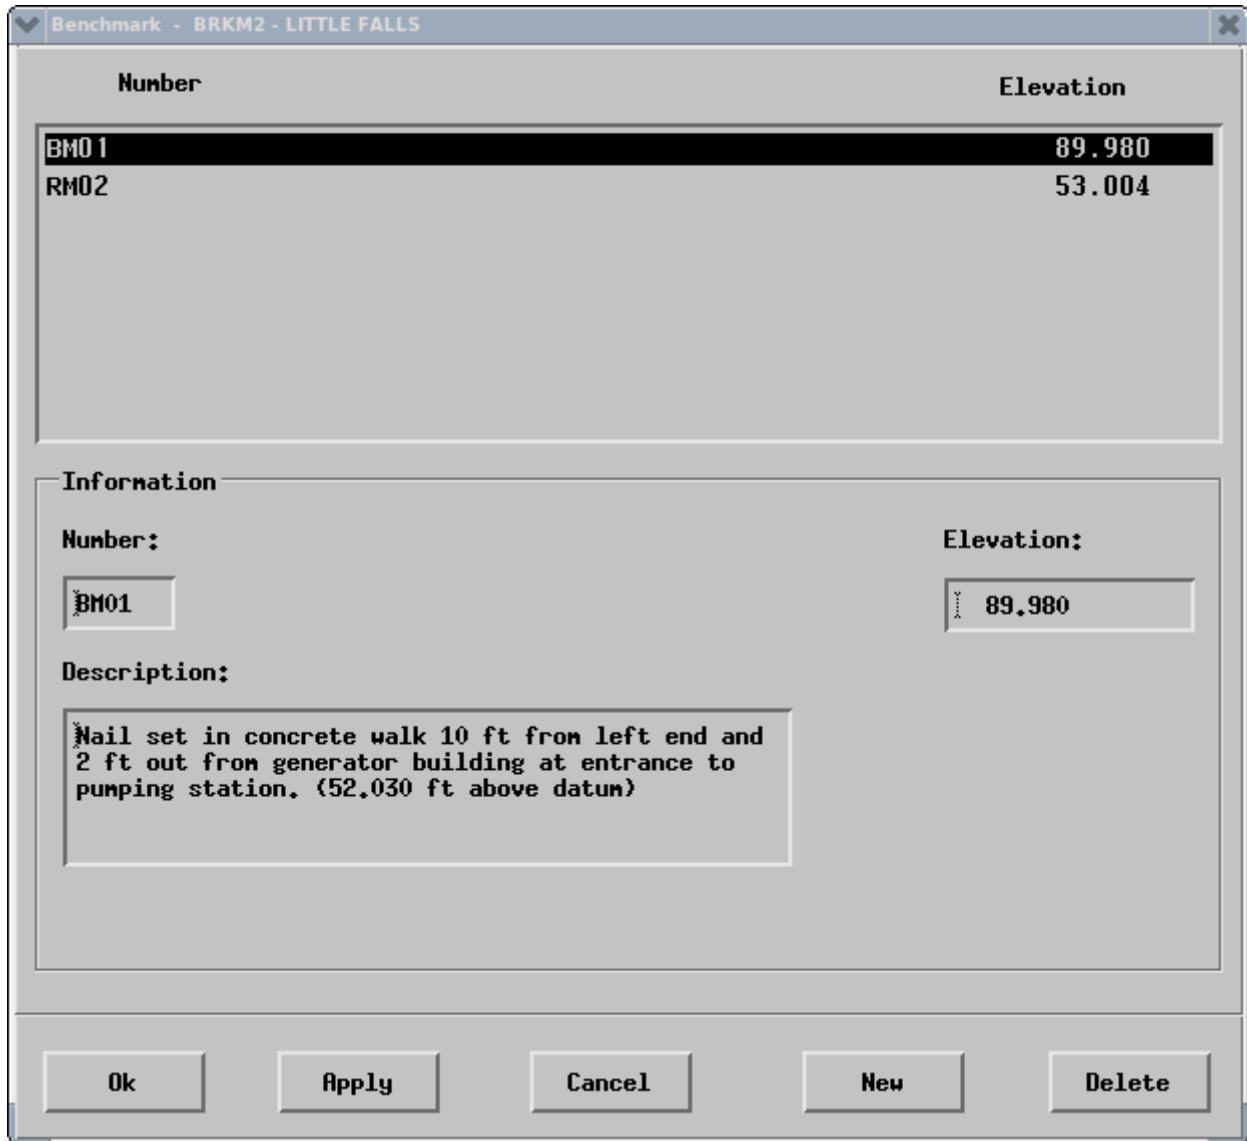 Benchmark - BRKM2 - LITTLE FALLS
Number Elevation
BM01 89.980
RM02 53.004
Information
Number: Elevation:
BM01 89.980
Description:
Nail set in concrete walk 10 ft from left end and
2 ft out from generator building at entrance to
pumping station. (52.030 ft above datum)
Ok Apply Cancel New Delete